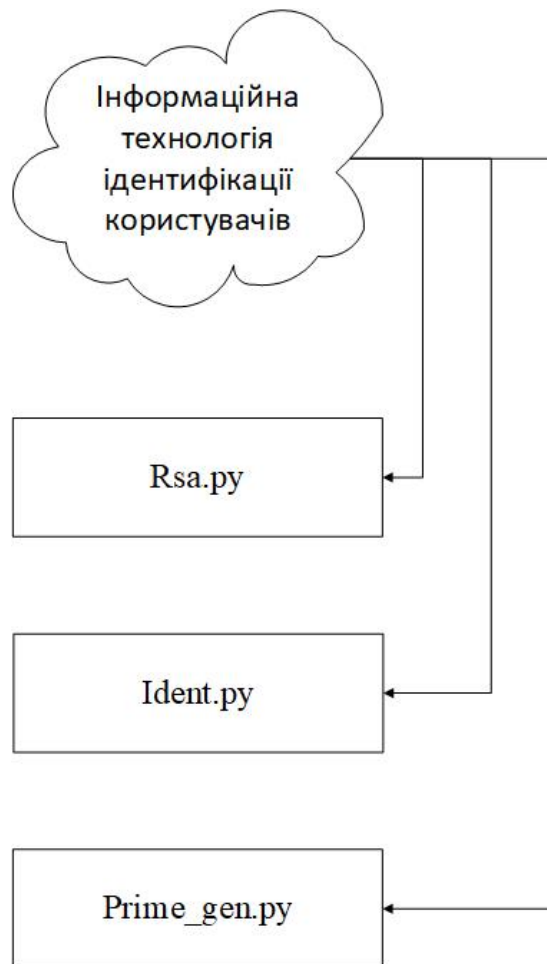 Інформаційна
технологія
ідентифікації
користувачів
Rsa.py
Ident.py
Prime_gen.py